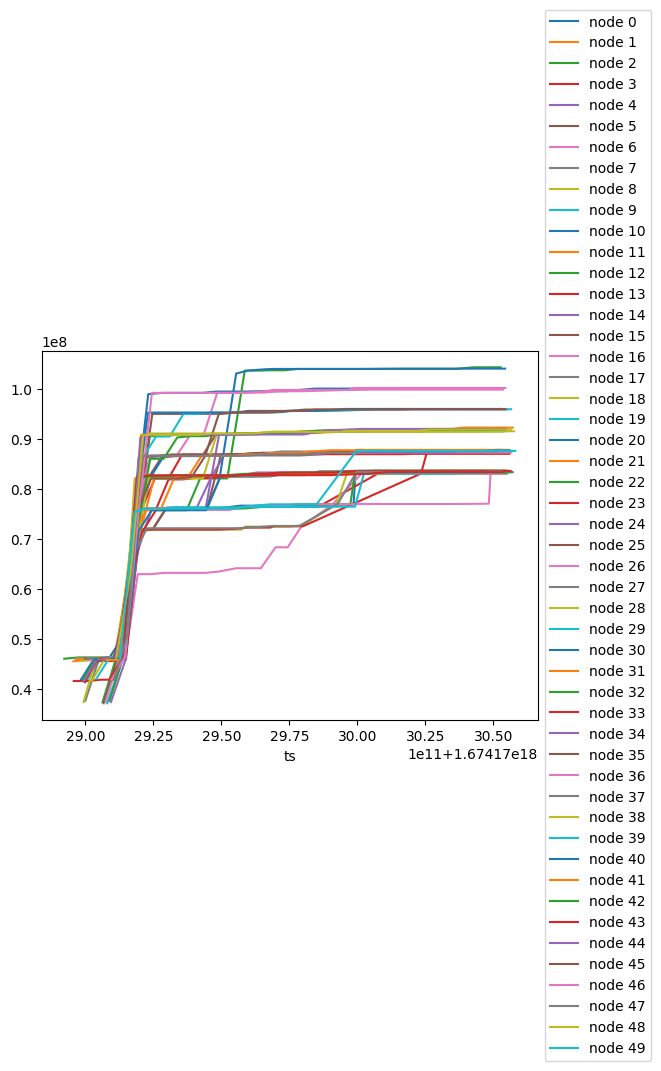 node 0
node 1
node 2
node 3
node 4
node 5
node 6
node 7
node 8
node 9
node 10
node 11
node 12
node 13
node 14
node 15
node 16
node 17
node 18
node 19
node 20
node 21
node 22
node 23
node 24
node 25
node 26
node 27
node 28
node 29
node 30
node 31
node 32
node 33
node 34
node 35
node 36
node 37
node 38
node 39
node 40
node 41
node 42
node 43
node 44
node 45
node 46
node 47
node 48
node 49
1e8
1.0
0.9
0.8
0.7
0.6
0.5
0.4
29.00 29.25 29.50 29.75 30.00 30.25 30.50
ts
1e11+1.67417e18